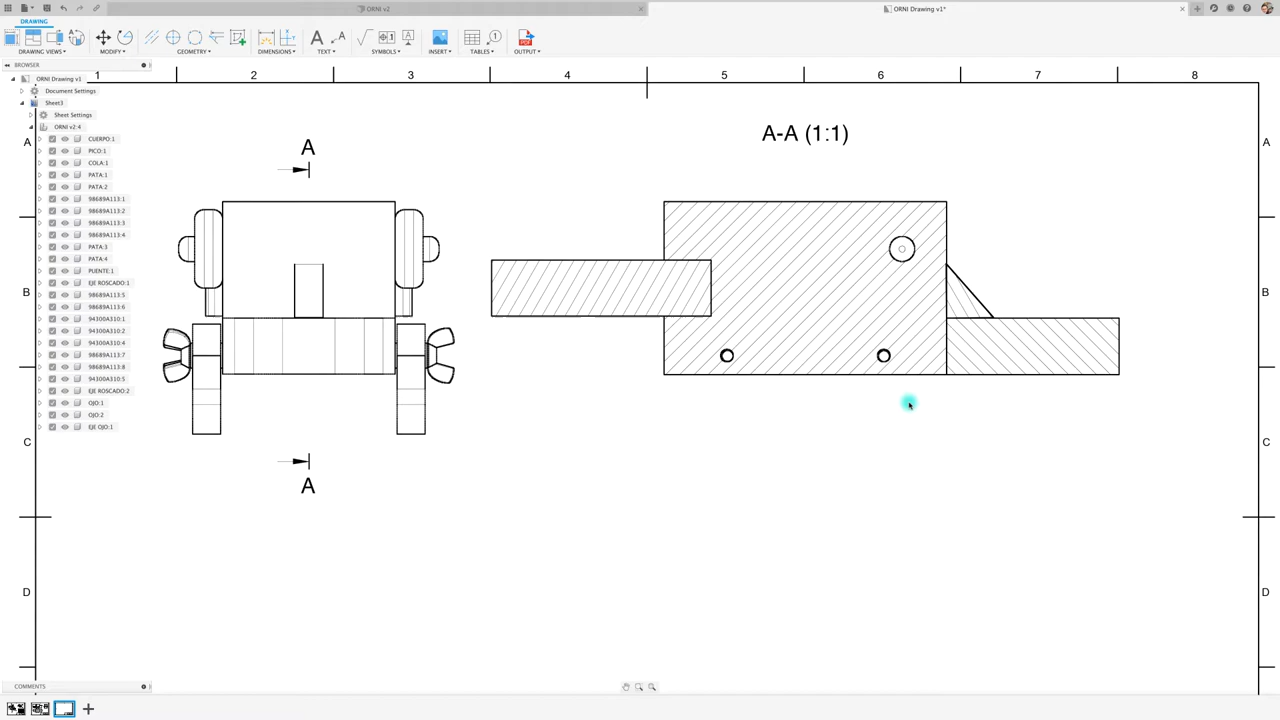 ORNI v2
ORNI Drawing v1*
DRAWING
DRAWING VIEWS
MODIFY
GEOMETRY
DIMENSIONS
TEXT
SYMBOLS
INSERT
TABLES
OUTPUT
BROWSER
1 2 3 4 5 6 7 8
ORNI Drawing v1
Document Settings
Sheet3
Sheet Settings
ORNI v2:4
CUERPO:1
PICO:1
COLA:1
PATA:1
PATA:2
98689A113:1
98689A113:2
98689A113:3
98689A113:4
PATA:3
PATA:4
PUENTE:1
EJE ROSCADO:1
98689A113:5
98689A113:6
94300A310:1
94300A310:2
94300A310:4
98689A113:7
98689A113:8
94300A310:5
EJE ROSCADO:2
OJO:1
OJO:2
EJE OJO:1
A
B
C
D
A
A
A-A (1:1)
A
B
C
D
COMMENTS